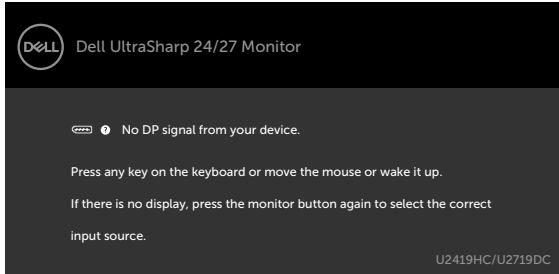 DELL Dell UltraSharp 24/27 Monitor
No DP signal from your device.
Press any key on the keyboard or move the mouse or wake it up.
If there is no display, press the monitor button again to select the correct
input source.
U2419HC/U2719DC